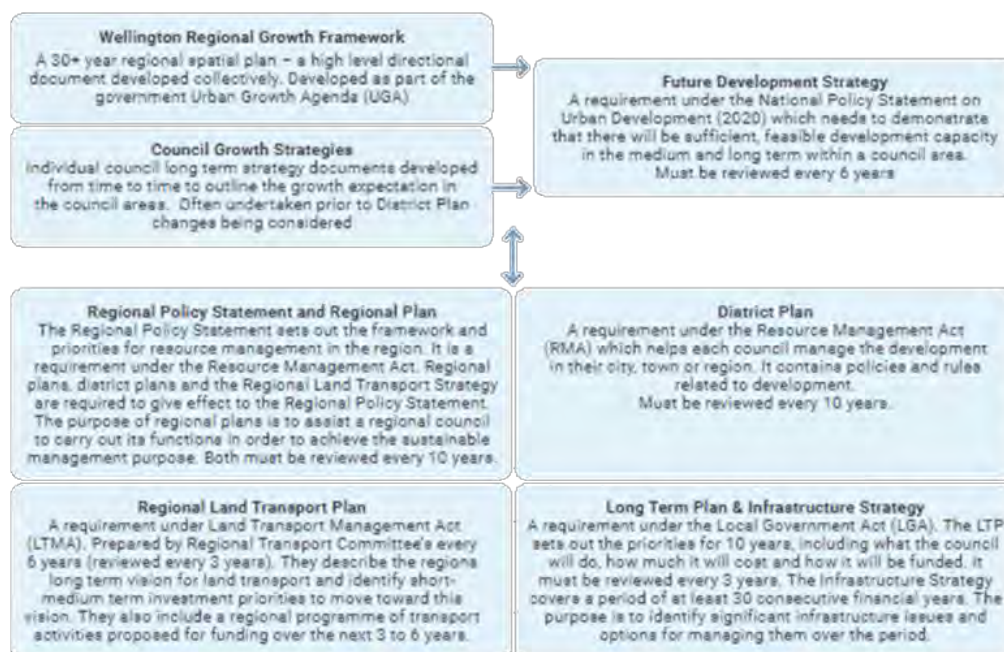 Wellington Regional Growth Framework
A 30+ year regional spatial plan – a high level directional
document developed collectively. Developed as part of the
government Urban Growth Agenda (UGA)
Council Growth Strategies
Individual council long term strategy documents developed
from time to time to outline the growth expectation in
the council areas. Often undertaken prior to District Plan
changes being considered
Future Development Strategy
A requirement under the National Policy Statement on
Urban Development (2020) which needs to demonstrate
that there will be sufficient, feasible development capacity
in the medium and long term within a council area.
Must be reviewed every 6 years
Regional Policy Statement and Regional Plan
The Regional Policy Statement sets out the framework and
priorities for resource management in the region. It is a
requirement under the Resource Management Act. Regional
plans, district plans and the Regional Land Transport Strategy
are required to give effect to the Regional Policy Statement.
The purpose of regional plans is to assist a regional council
to carry out its functions in order to achieve the sustainable
management purpose. Both must be reviewed every 10 years.
District Plan
A requirement under the Resource Management Act
(RMA) which helps each council manage the development
in their city, town or region. It contains policies and rules
related to development.
Must be reviewed every 10 years.
Regional Land Transport Plan
A requirement under Land Transport Management Act
(LTMA). Prepared by Regional Transport Committee's every
6 years (reviewed every 3 years). They describe the regions
long term vision for land transport and identify short-
medium term investment priorities to move toward this
vision. They also include a regional programme of transport
activities proposed for funding over the next 3 to 6 years.
Long Term Plan & Infrastructure Strategy
A requirement under the Local Government Act (LGA). The LTP
sets out the priorities for 10 years, including what the council
will do, how much it will cost and how it will be funded. It
must be reviewed every 3 years. The Infrastructure Strategy
covers a period of at least 30 consecutive financial years. The
purpose is to identify significant infrastructure issues and
options for managing them over the period.